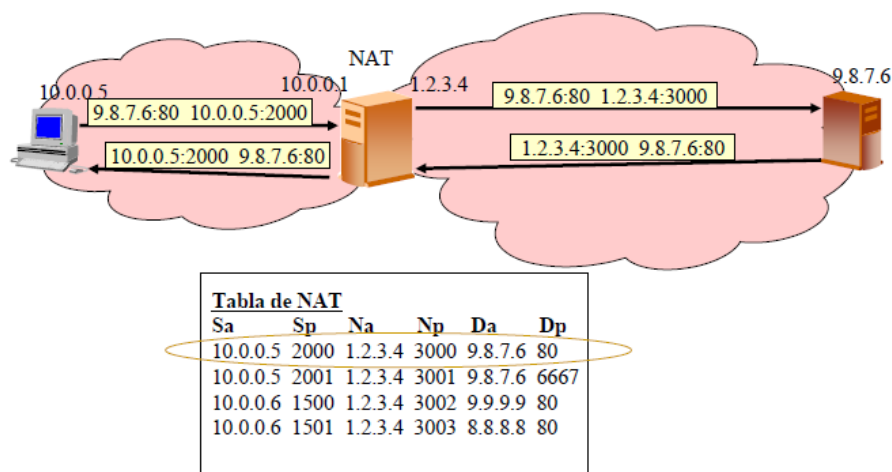 NAT
10.0.0.5
10.0.0.1
1.2.3.4
9.8.7.6
9.8.7.6:80 10.0.0.5:2000
9.8.7.6:80 1.2.3.4:3000
10.0.0.5:2000 9.8.7.6:80
1.2.3.4:3000 9.8.7.6:80
Tabla de NAT
Sa Sp Na Np Da Dp
10.0.0.5 2000 1.2.3.4 3000 9.8.7.6 80
10.0.0.5 2001 1.2.3.4 3001 9.8.7.6 6667
10.0.0.6 1500 1.2.3.4 3002 9.9.9.9 80
10.0.0.6 1501 1.2.3.4 3003 8.8.8.8 80